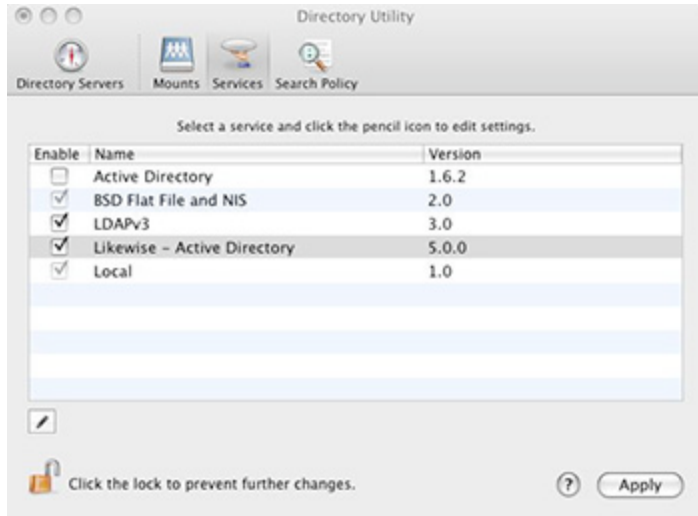 Directory Utility
Directory Servers Mounts Services Search Policy
Select a service and click the pencil icon to edit settings.
Enable Name Version
Active Directory 1.6.2
BSD Flat File and NIS 2.0
LDAPv3 3.0
Likewise – Active Directory 5.0.0
Local 1.0
Click the lock to prevent further changes. ? Apply